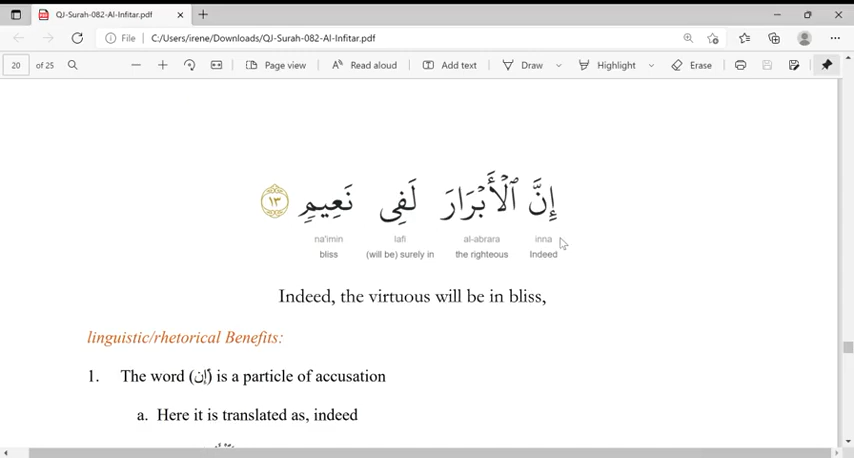 QJ-Surah-082-Al-Infitar.pdf
File C:/Users/irene/Downloads/QJ-Surah-082-Al-Infitar.pdf
20 of 25 Page view Read aloud Add text Draw Highlight Erase
إِنَّ ٱلْأَبْرَارَ لَفِى نَعِيمٍۢ ١٣
na'imin lafi al-abrara inna
bliss (will be) surely in the righteous Indeed
Indeed, the virtuous will be in bliss,
linguistic/rhetorical Benefits:
1. The word (إن) is a particle of accusation
a. Here it is translated as, indeed